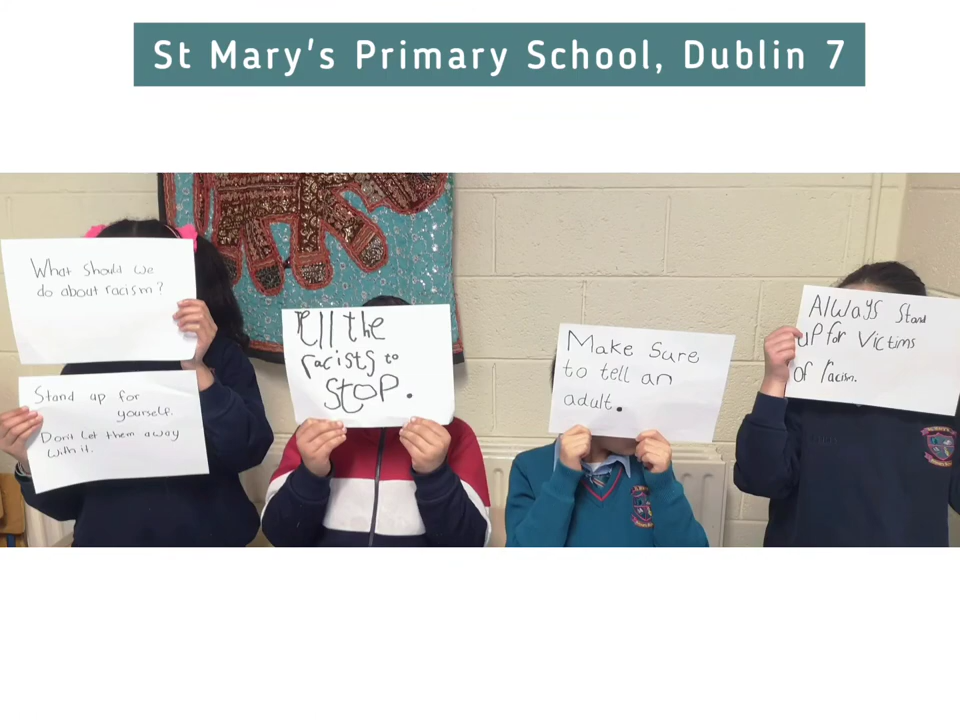 St Mary's Primary School, Dublin 7
What Should we
do about racism?
Stand up for
yourself.
Don't let them away
with it.
Tell the
racists to
STOP.
Make Sure
to tell an
adult.
Always Stand
up for Victims
of racism.